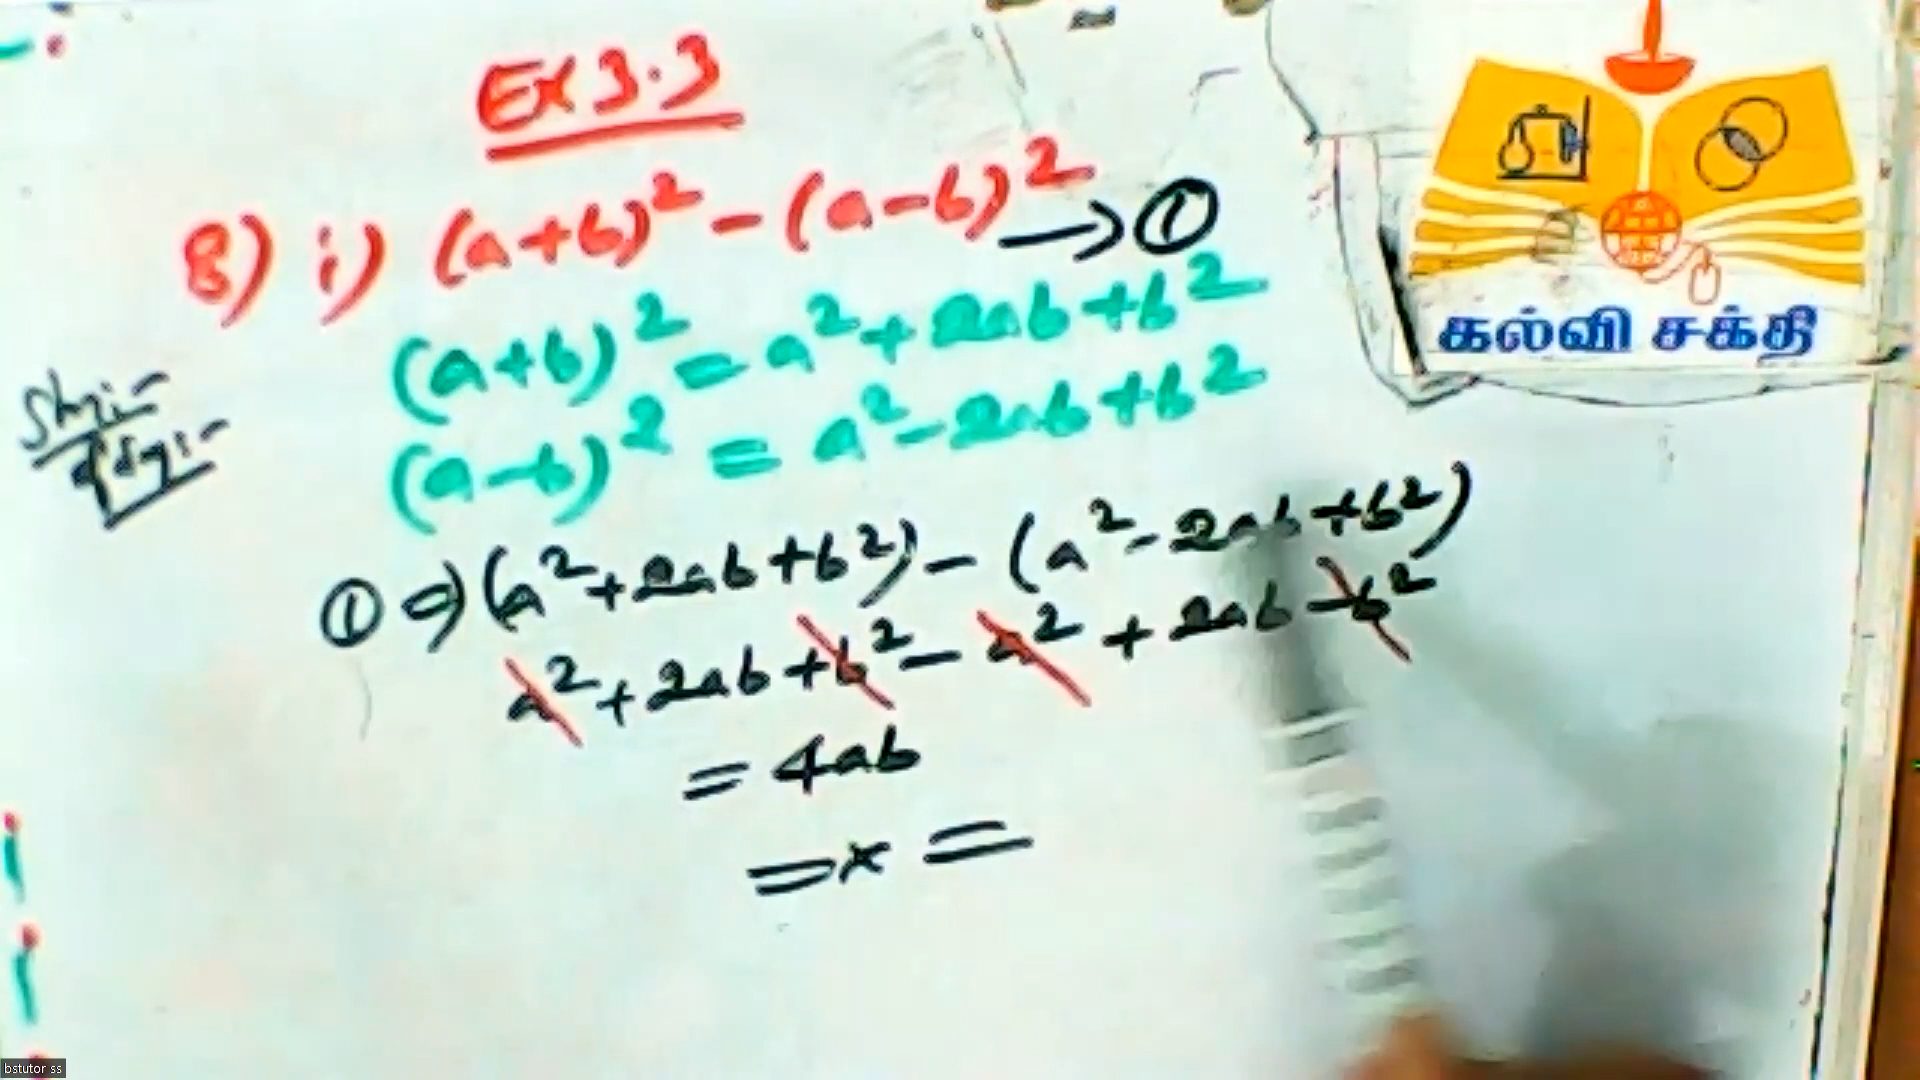 Ex 3.3
8) i) (a+b)² - (a-b)² → ①
(a+b)² = a² + 2ab + b²
(a-b)² = a² - 2ab + b²
① ⇒ (a² + 2ab + b²) - (a² - 2ab + b²)
a² + 2ab + b² - a² + 2ab - b²
= 4ab
= x =
கல்வி சக்தி
bstutor ss